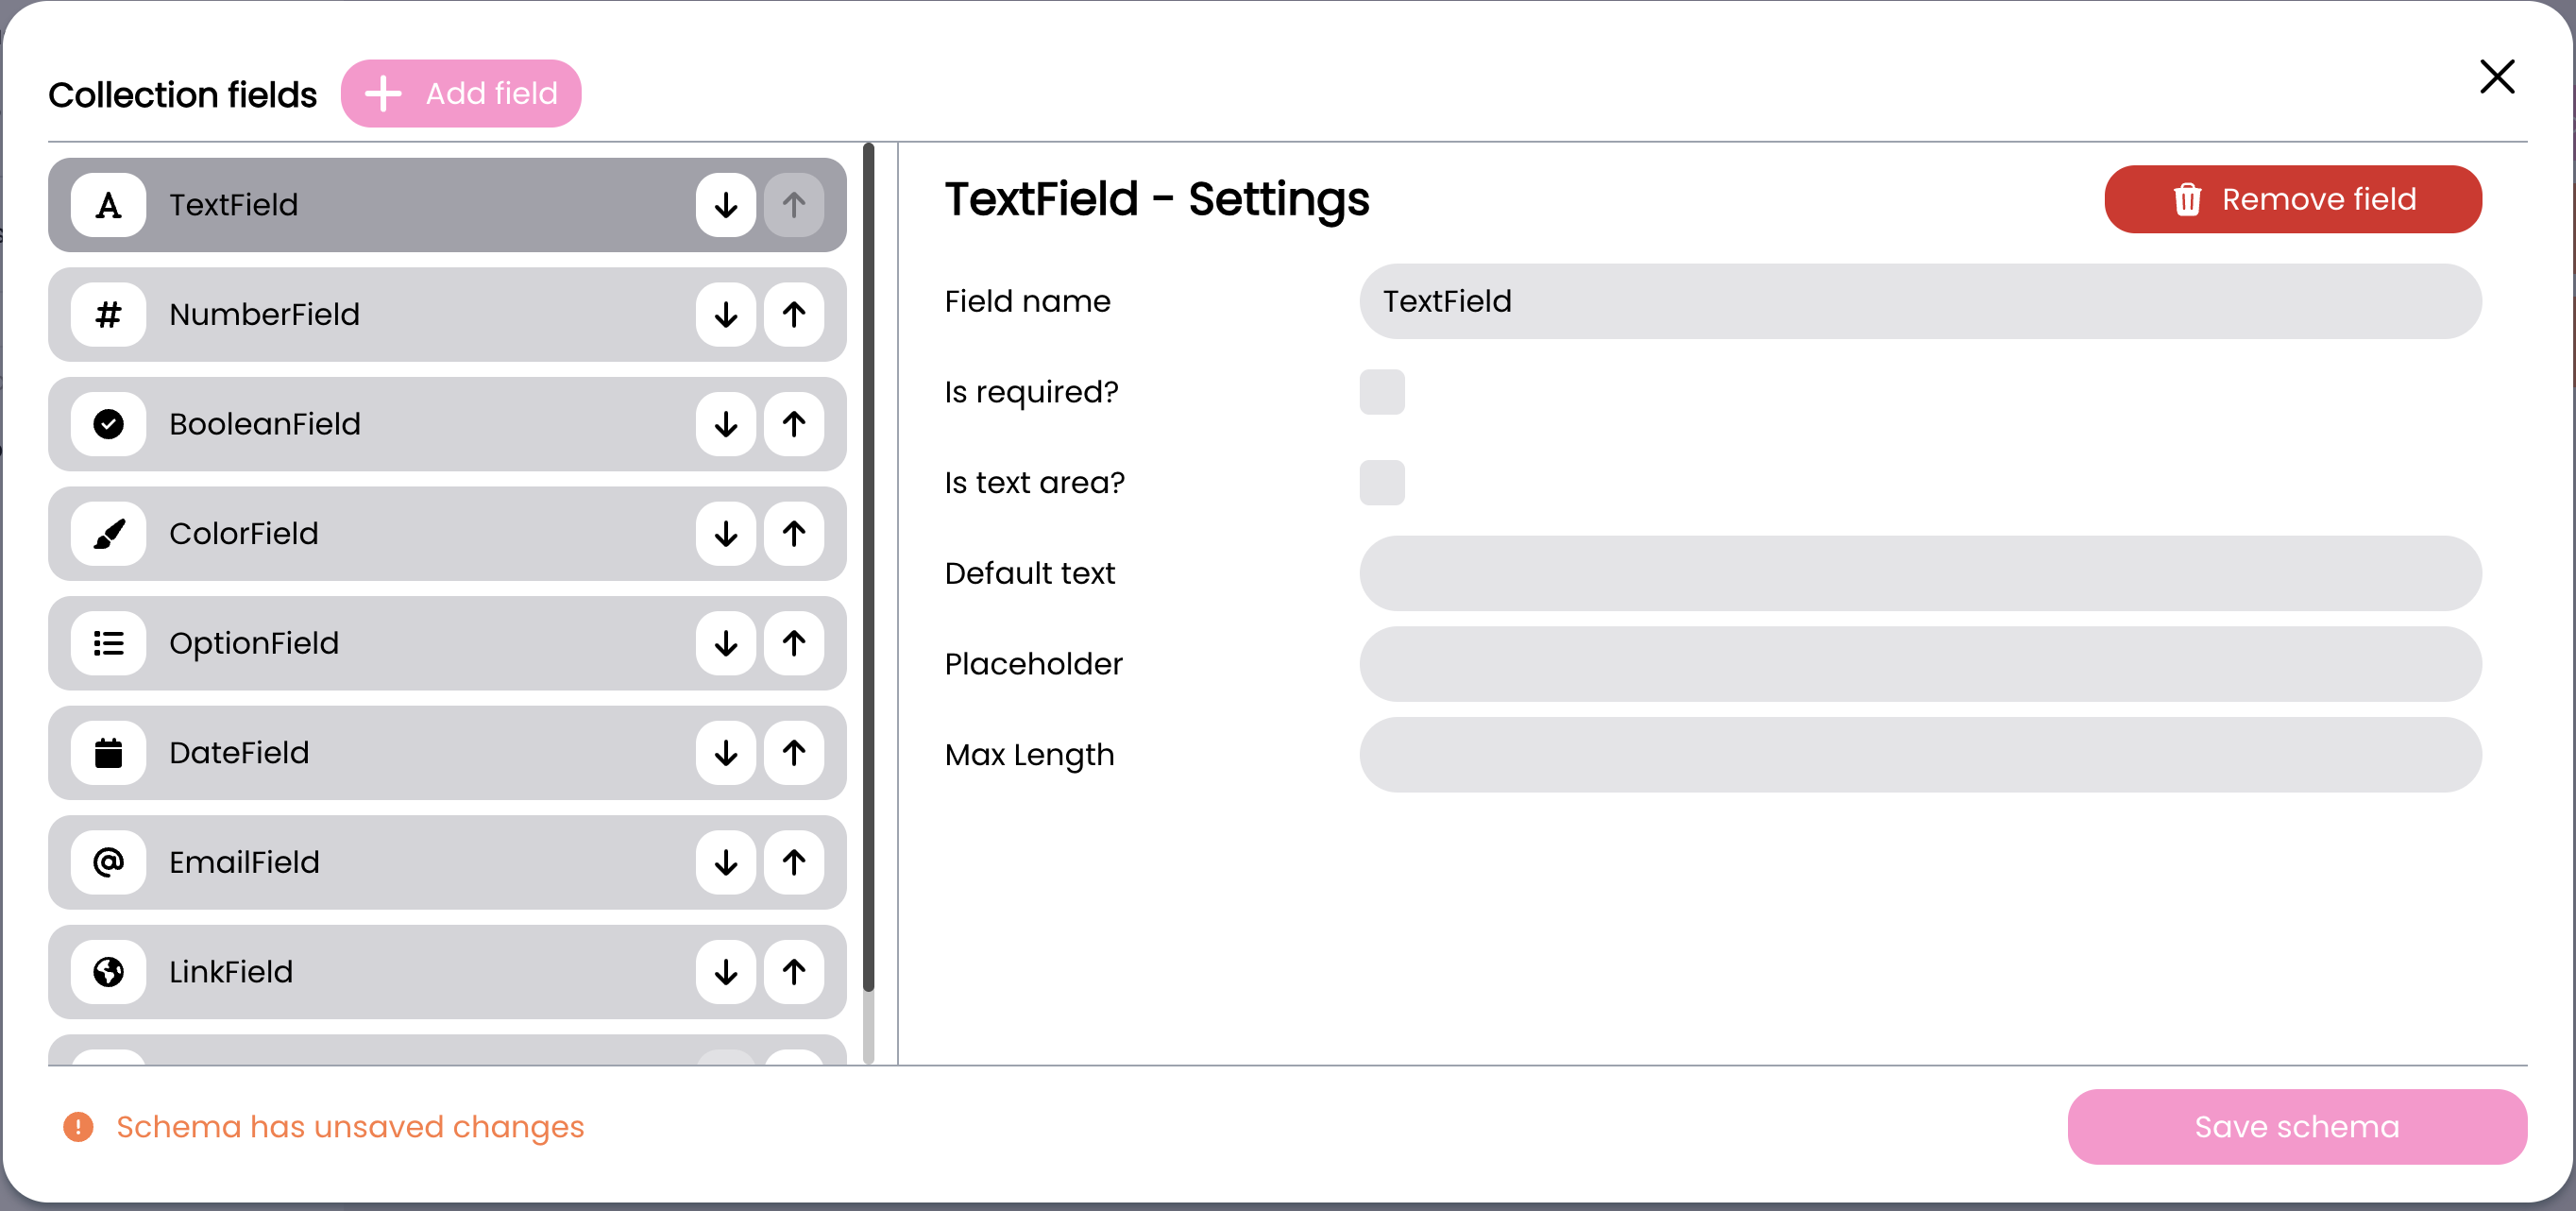 Collection fields
Add field
TextField
NumberField
BooleanField
ColorField
OptionField
DateField
EmailField
LinkField
TextField - Settings
Remove field
Field name
TextField
Is required?
Is text area?
Default text
Placeholder
Max Length
Schema has unsaved changes
Save schema